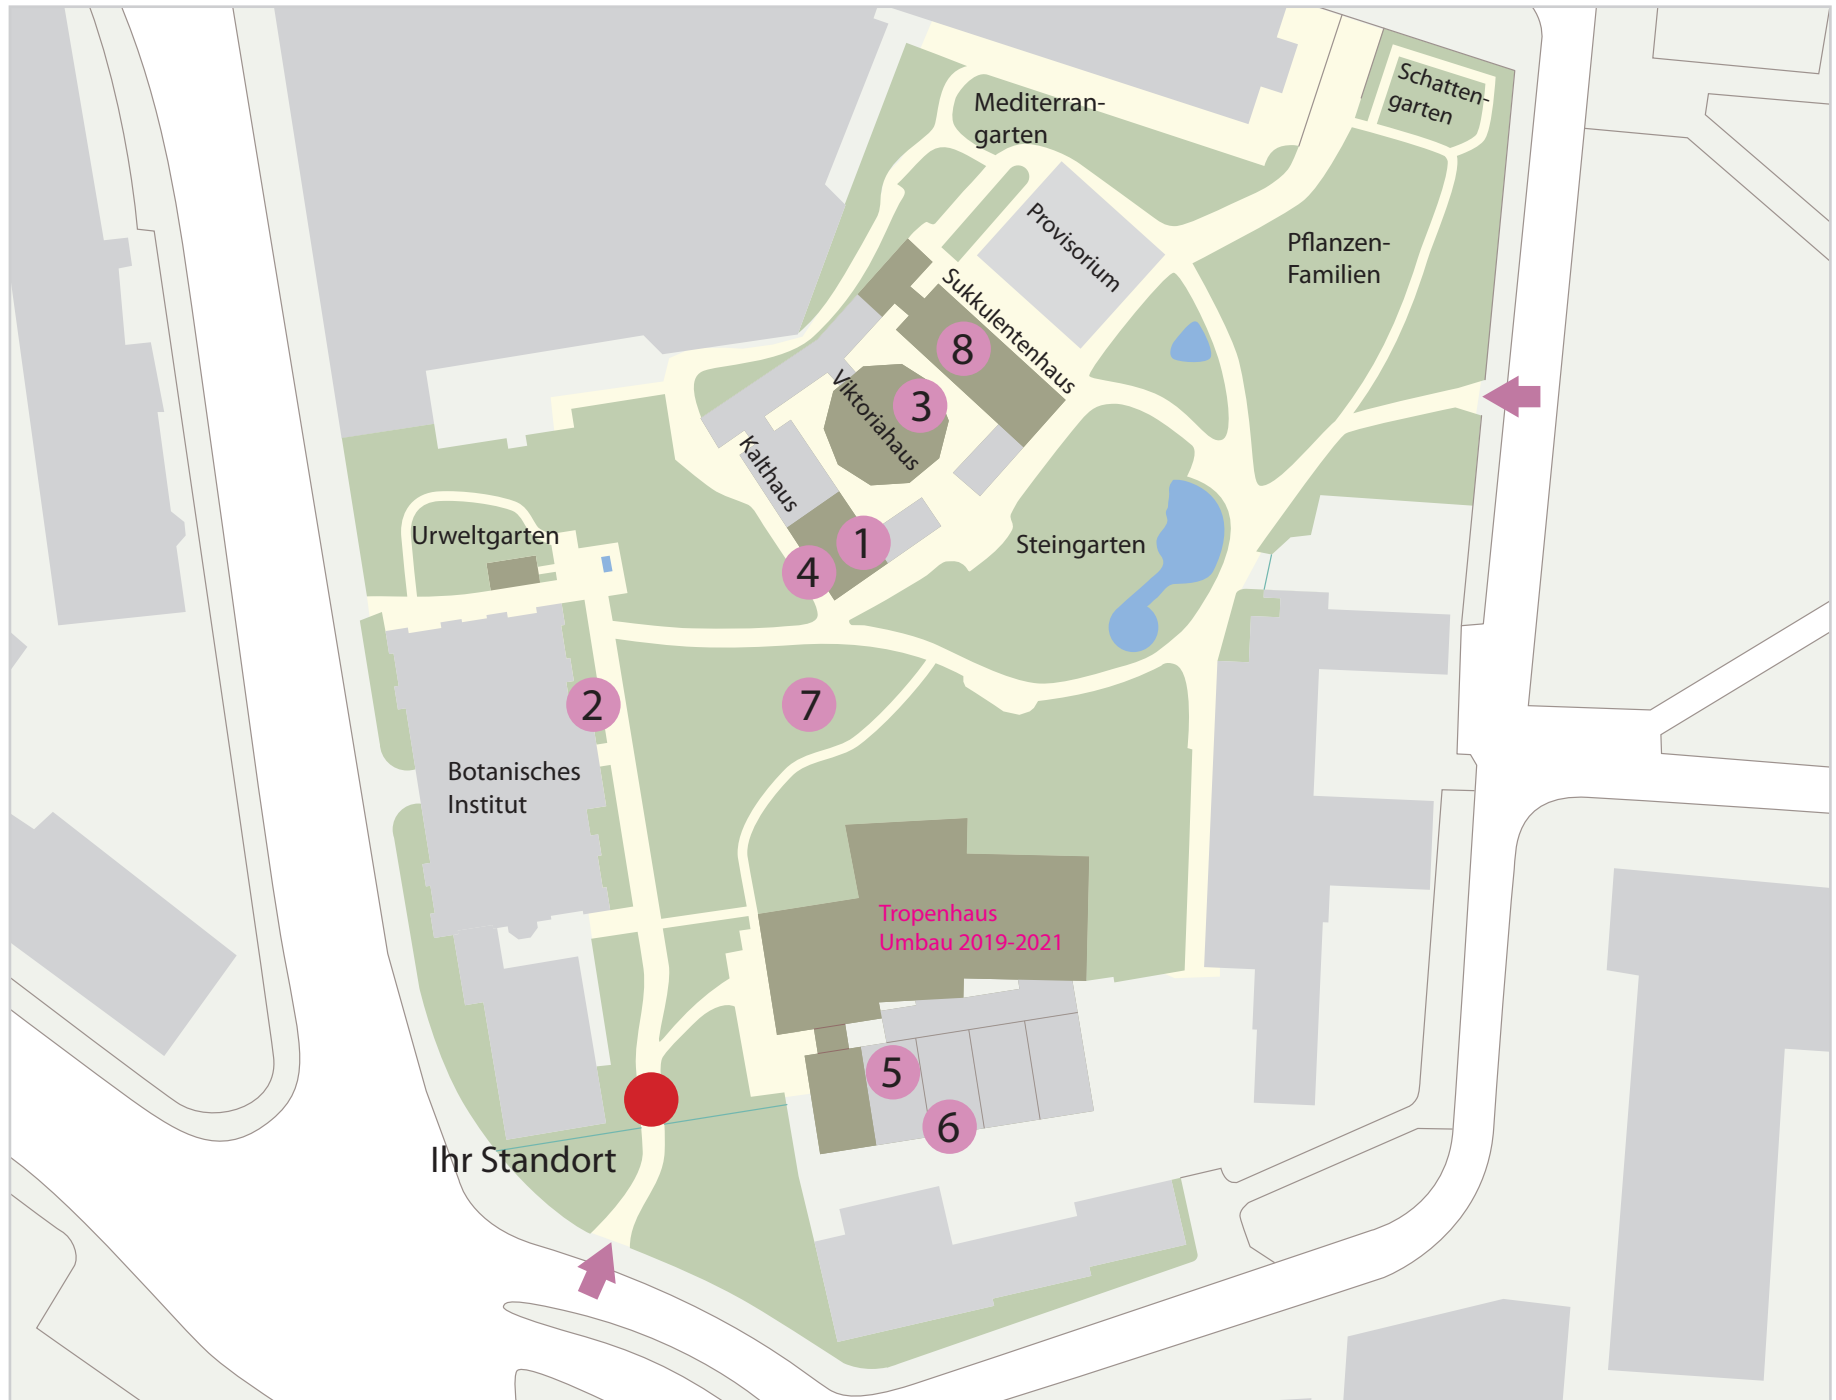 Schatten-
garten
Mediterran-
garten
Provisorium
Pflanzen-
Familien
Sukkulentenhaus
8
3
Viktoriahaus
Kalthaus
1
4
Urweltgarten
Steingarten
2
7
Botanisches
Institut
Tropenhaus
Umbau 2019-2021
5
6
Ihr Standort